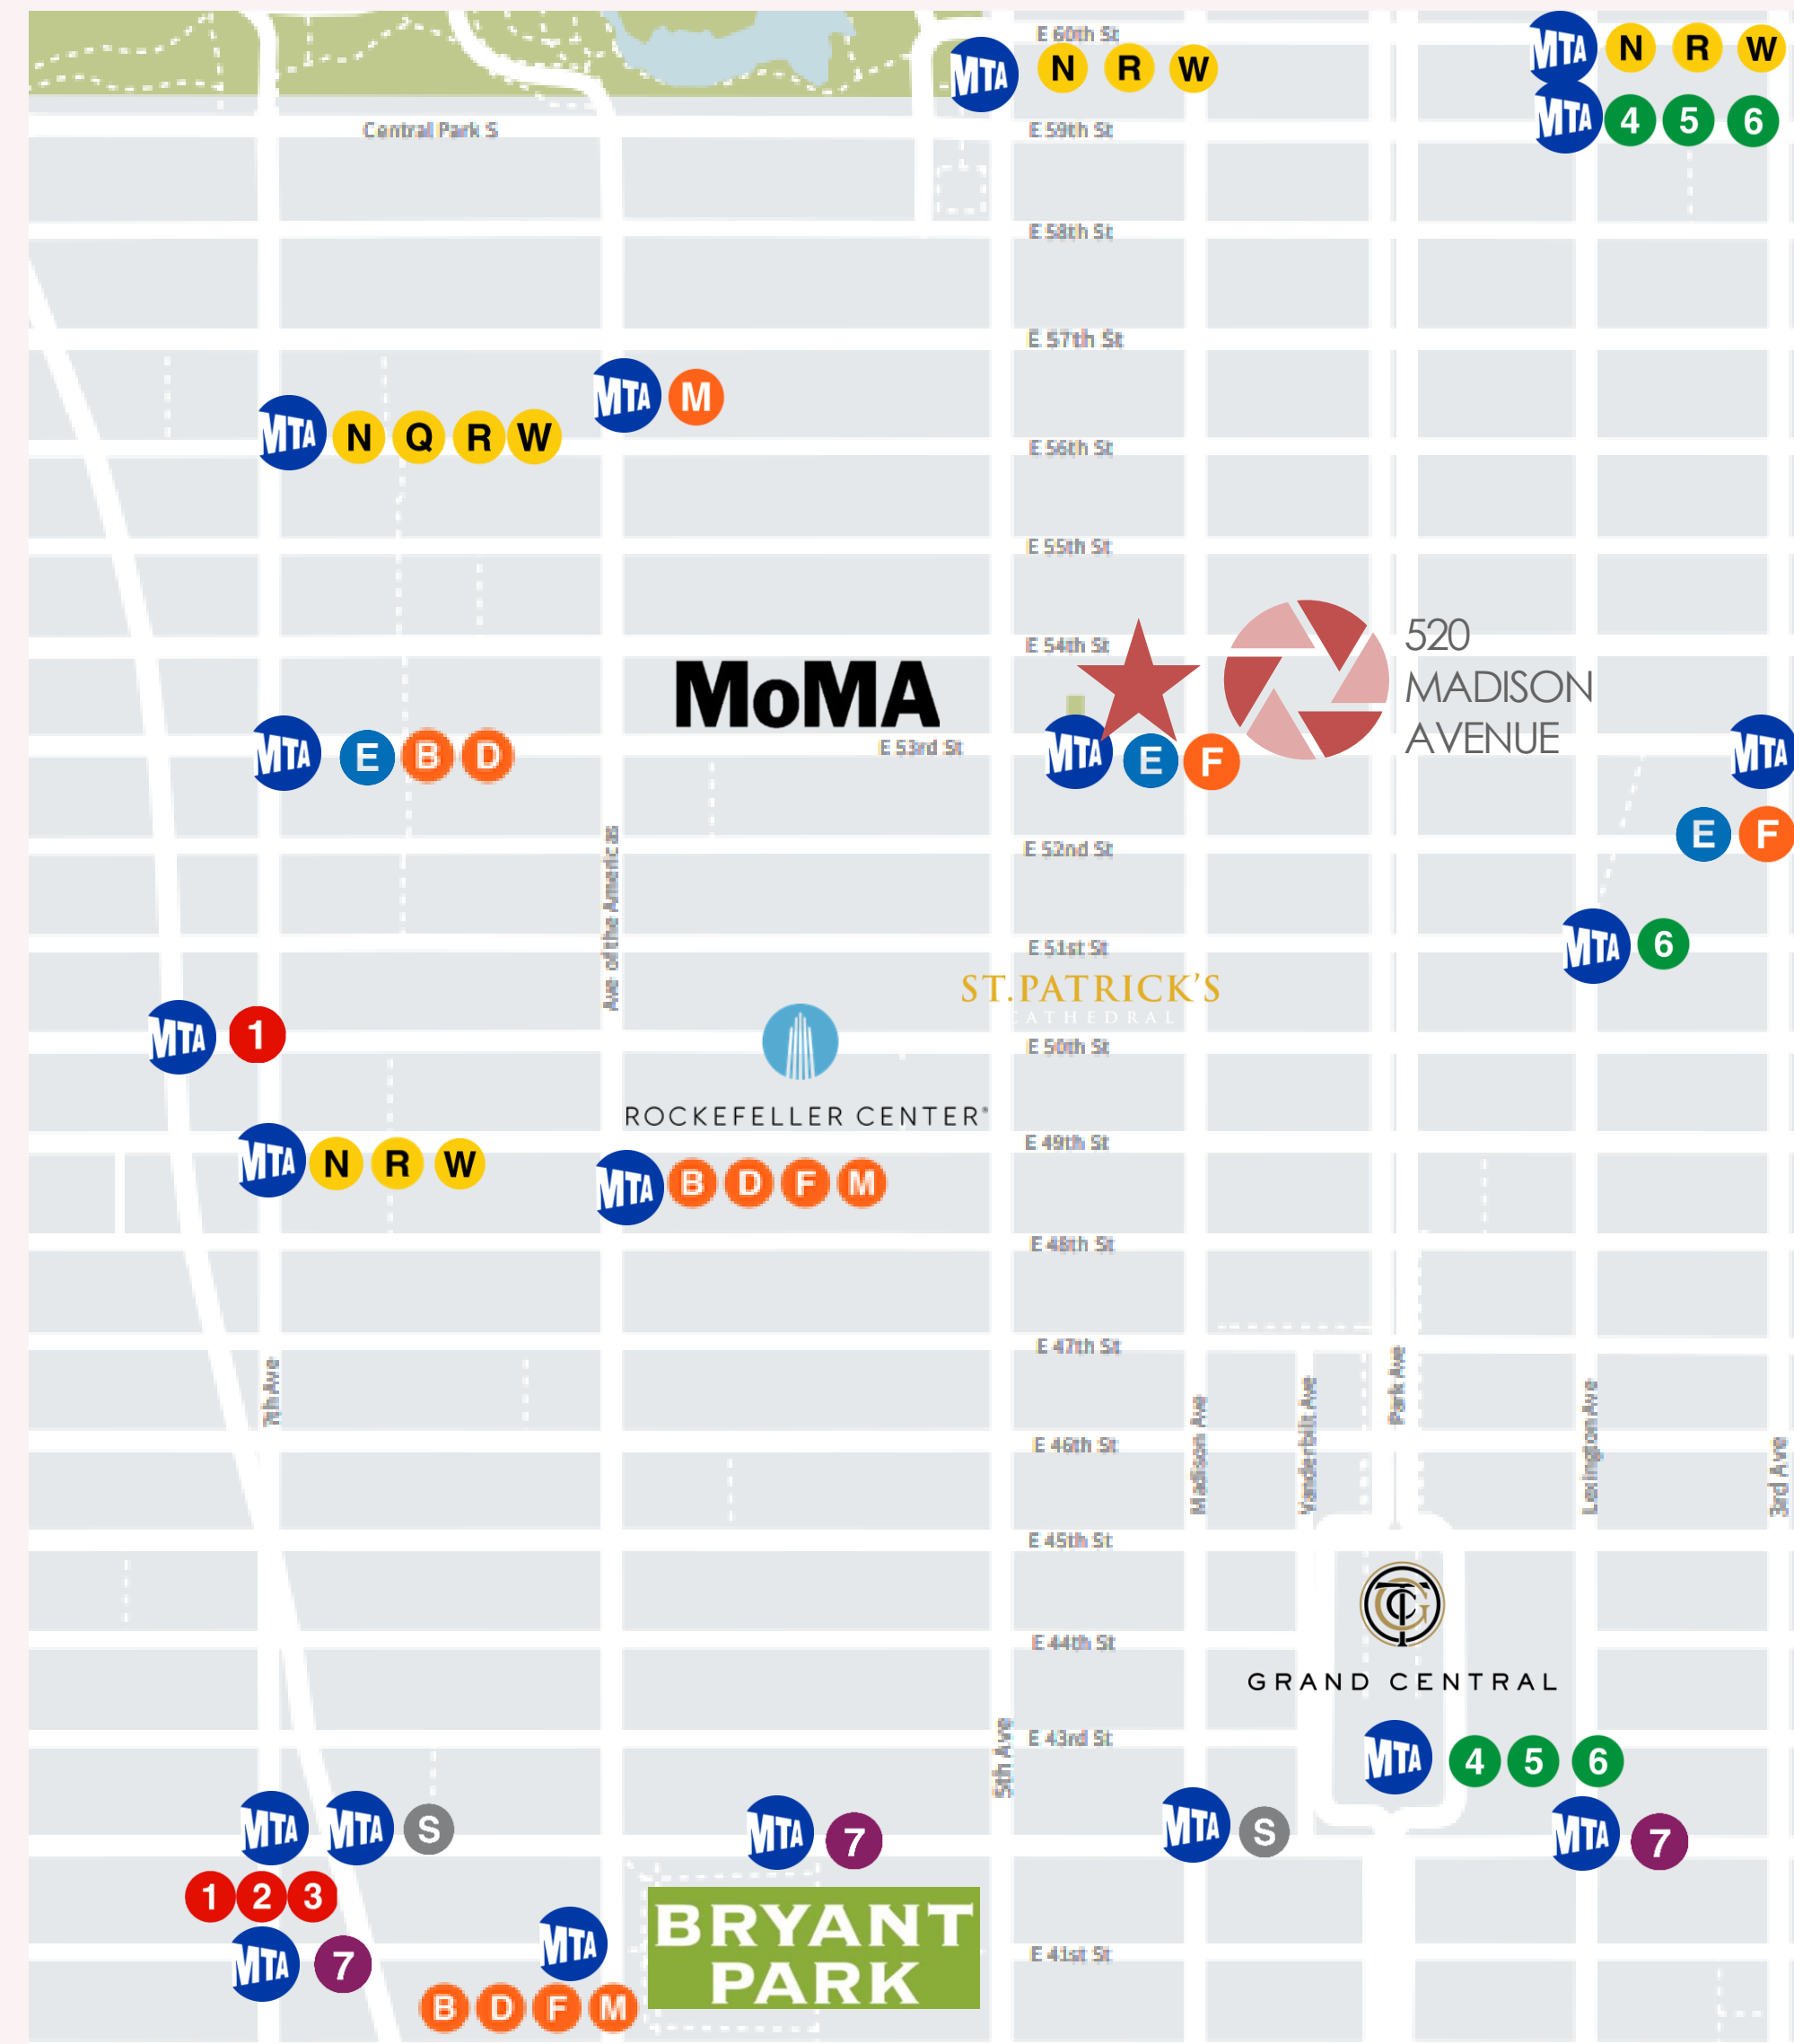 E 60th St
MTA N R W
MTA N R W
MTA 4 5 6
Central Park S
E 59th St
E 58th St
E 57th St
MTA M
MTA N Q R W
E 56th St
E 55th St
E 54th St
520
MADISON
AVENUE
MoMA
E 53rd St
MTA E B D
MTA E F
MTA
E F
E 52nd St
Ave of the Americas
E 51st St
MTA 6
ST. PATRICK'S
CATHEDRAL
MTA 1
E 50th St
ROCKEFELLER CENTER®
E 49th St
MTA N R W
MTA B D F M
E 48th St
E 47th St
7th Ave
Park Ave
Madison Ave
Vanderbilt Ave
Lexington Ave
3rd Ave
E 46th St
E 45th St
GCT
E 44th St
GRAND CENTRAL
5th Ave
E 43rd St
MTA 4 5 6
MTA MTA S
MTA 7
MTA S
MTA 7
1 2 3
MTA 7
MTA
B D F M
BRYANT
PARK
E 41st St